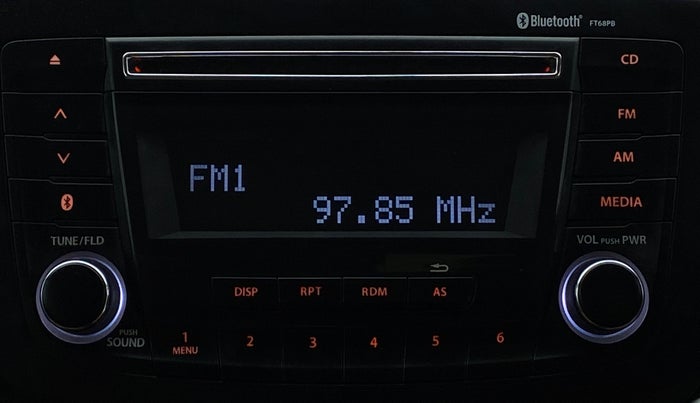 Bluetooth® FT68PB
CD
FM
AM
MEDIA
FM1
97.85 MHz
TUNE/FLD
VOL PUSH PWR
DISP RPT RDM AS
PUSH
SOUND
1 2 3 4 5 6
MENU